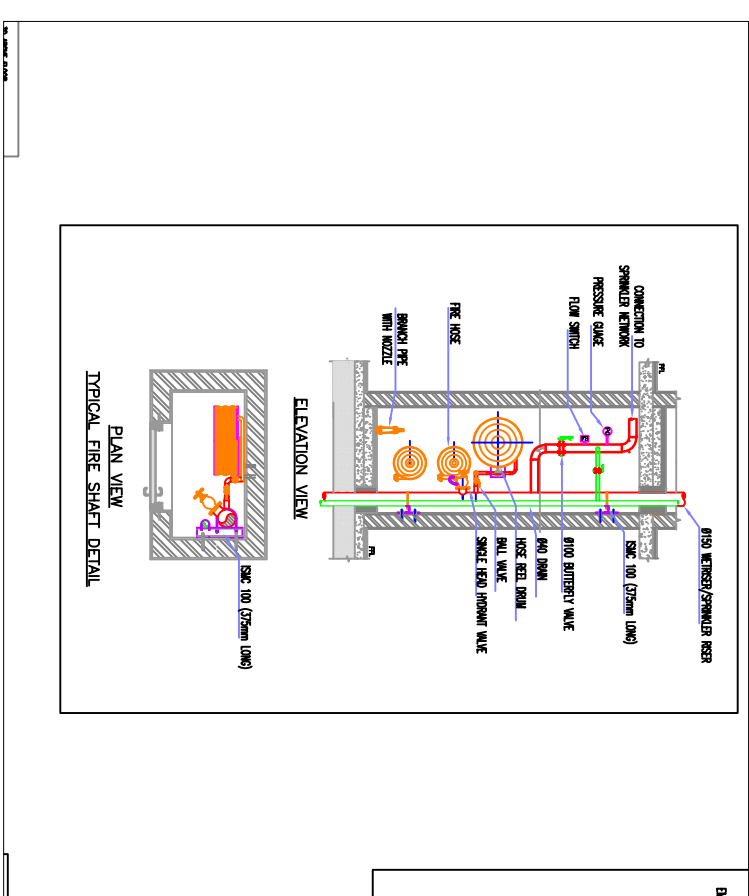 CONNECTION TO
SPRINKLER NETWORK
PRESSURE GUAGE
FLOW SWITCH
FIRE HOSE
BRANCH PIPE
WITH NOZZLE
FFL
Ø150 WETRISER/SPRINKLER RISER
ISMC 100 (375mm LONG)
Ø100 BUTTERFLY VALVE
Ø40 DRAIN
HOSE REEL DRUM
BALL VALVE
SINGLE HEAD HYDRANT VALVE
FFL
ELEVATION VIEW
ISMC 100 (375mm LONG)
PLAN VIEW
TYPICAL FIRE SHAFT DETAIL